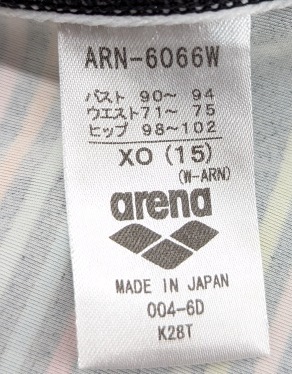 ARN-6066W
バスト 90～ 94
ウエスト71～ 75
ヒップ 98～102
XO (15)
(W-ARN)
arena
MADE IN JAPAN
004-6D
K28T